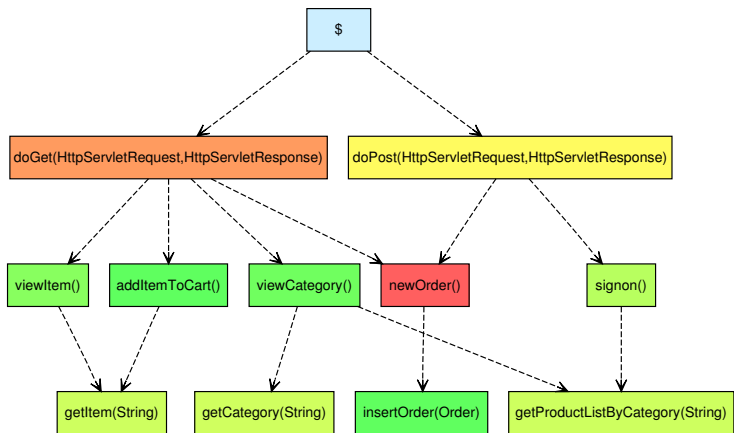 $
doGet(HttpServletRequest,HttpServletResponse)
doPost(HttpServletRequest,HttpServletResponse)
viewItem()
addItemToCart()
viewCategory()
newOrder()
signon()
getItem(String)
getCategory(String)
insertOrder(Order)
getProductListByCategory(String)